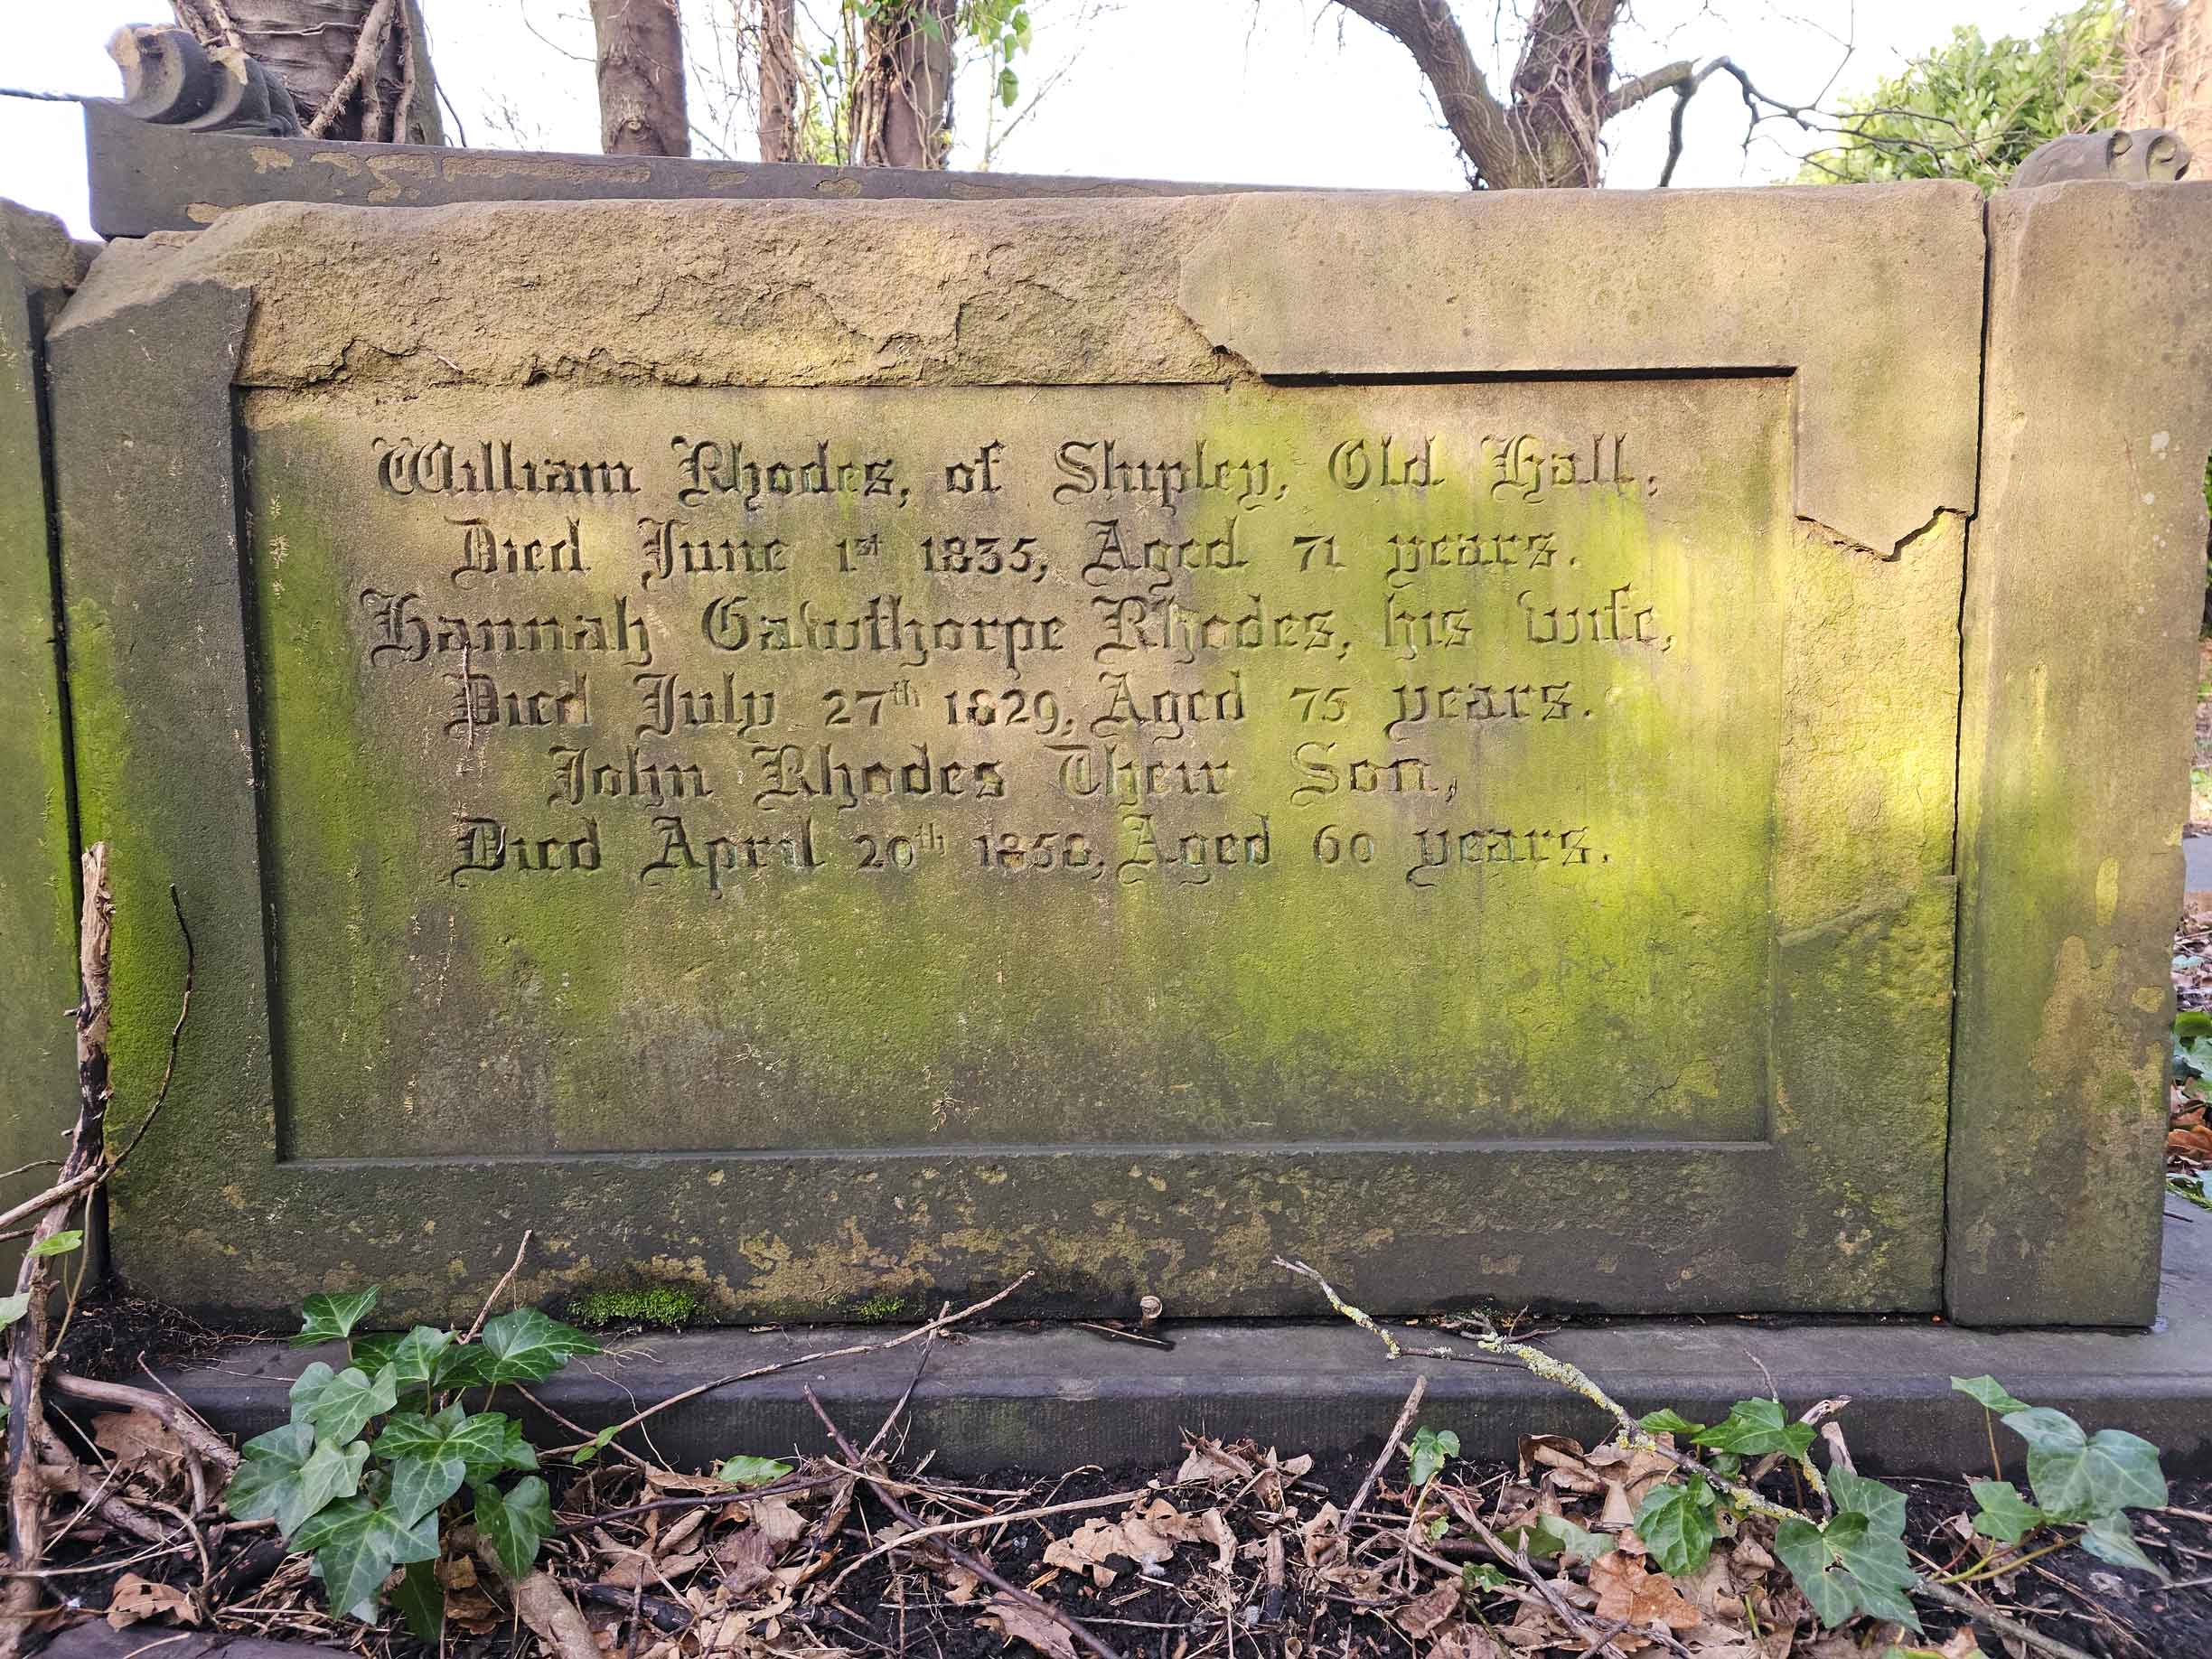 William Rhodes, of Shipley, Old Hall,
Died June 1st 1835, Aged 71 years.
Hannah Gawthorpe Rhodes, his wife,
Died July 27th 1829, Aged 75 years.
John Rhodes Their Son,
Died April 20th 1858, Aged 60 years.